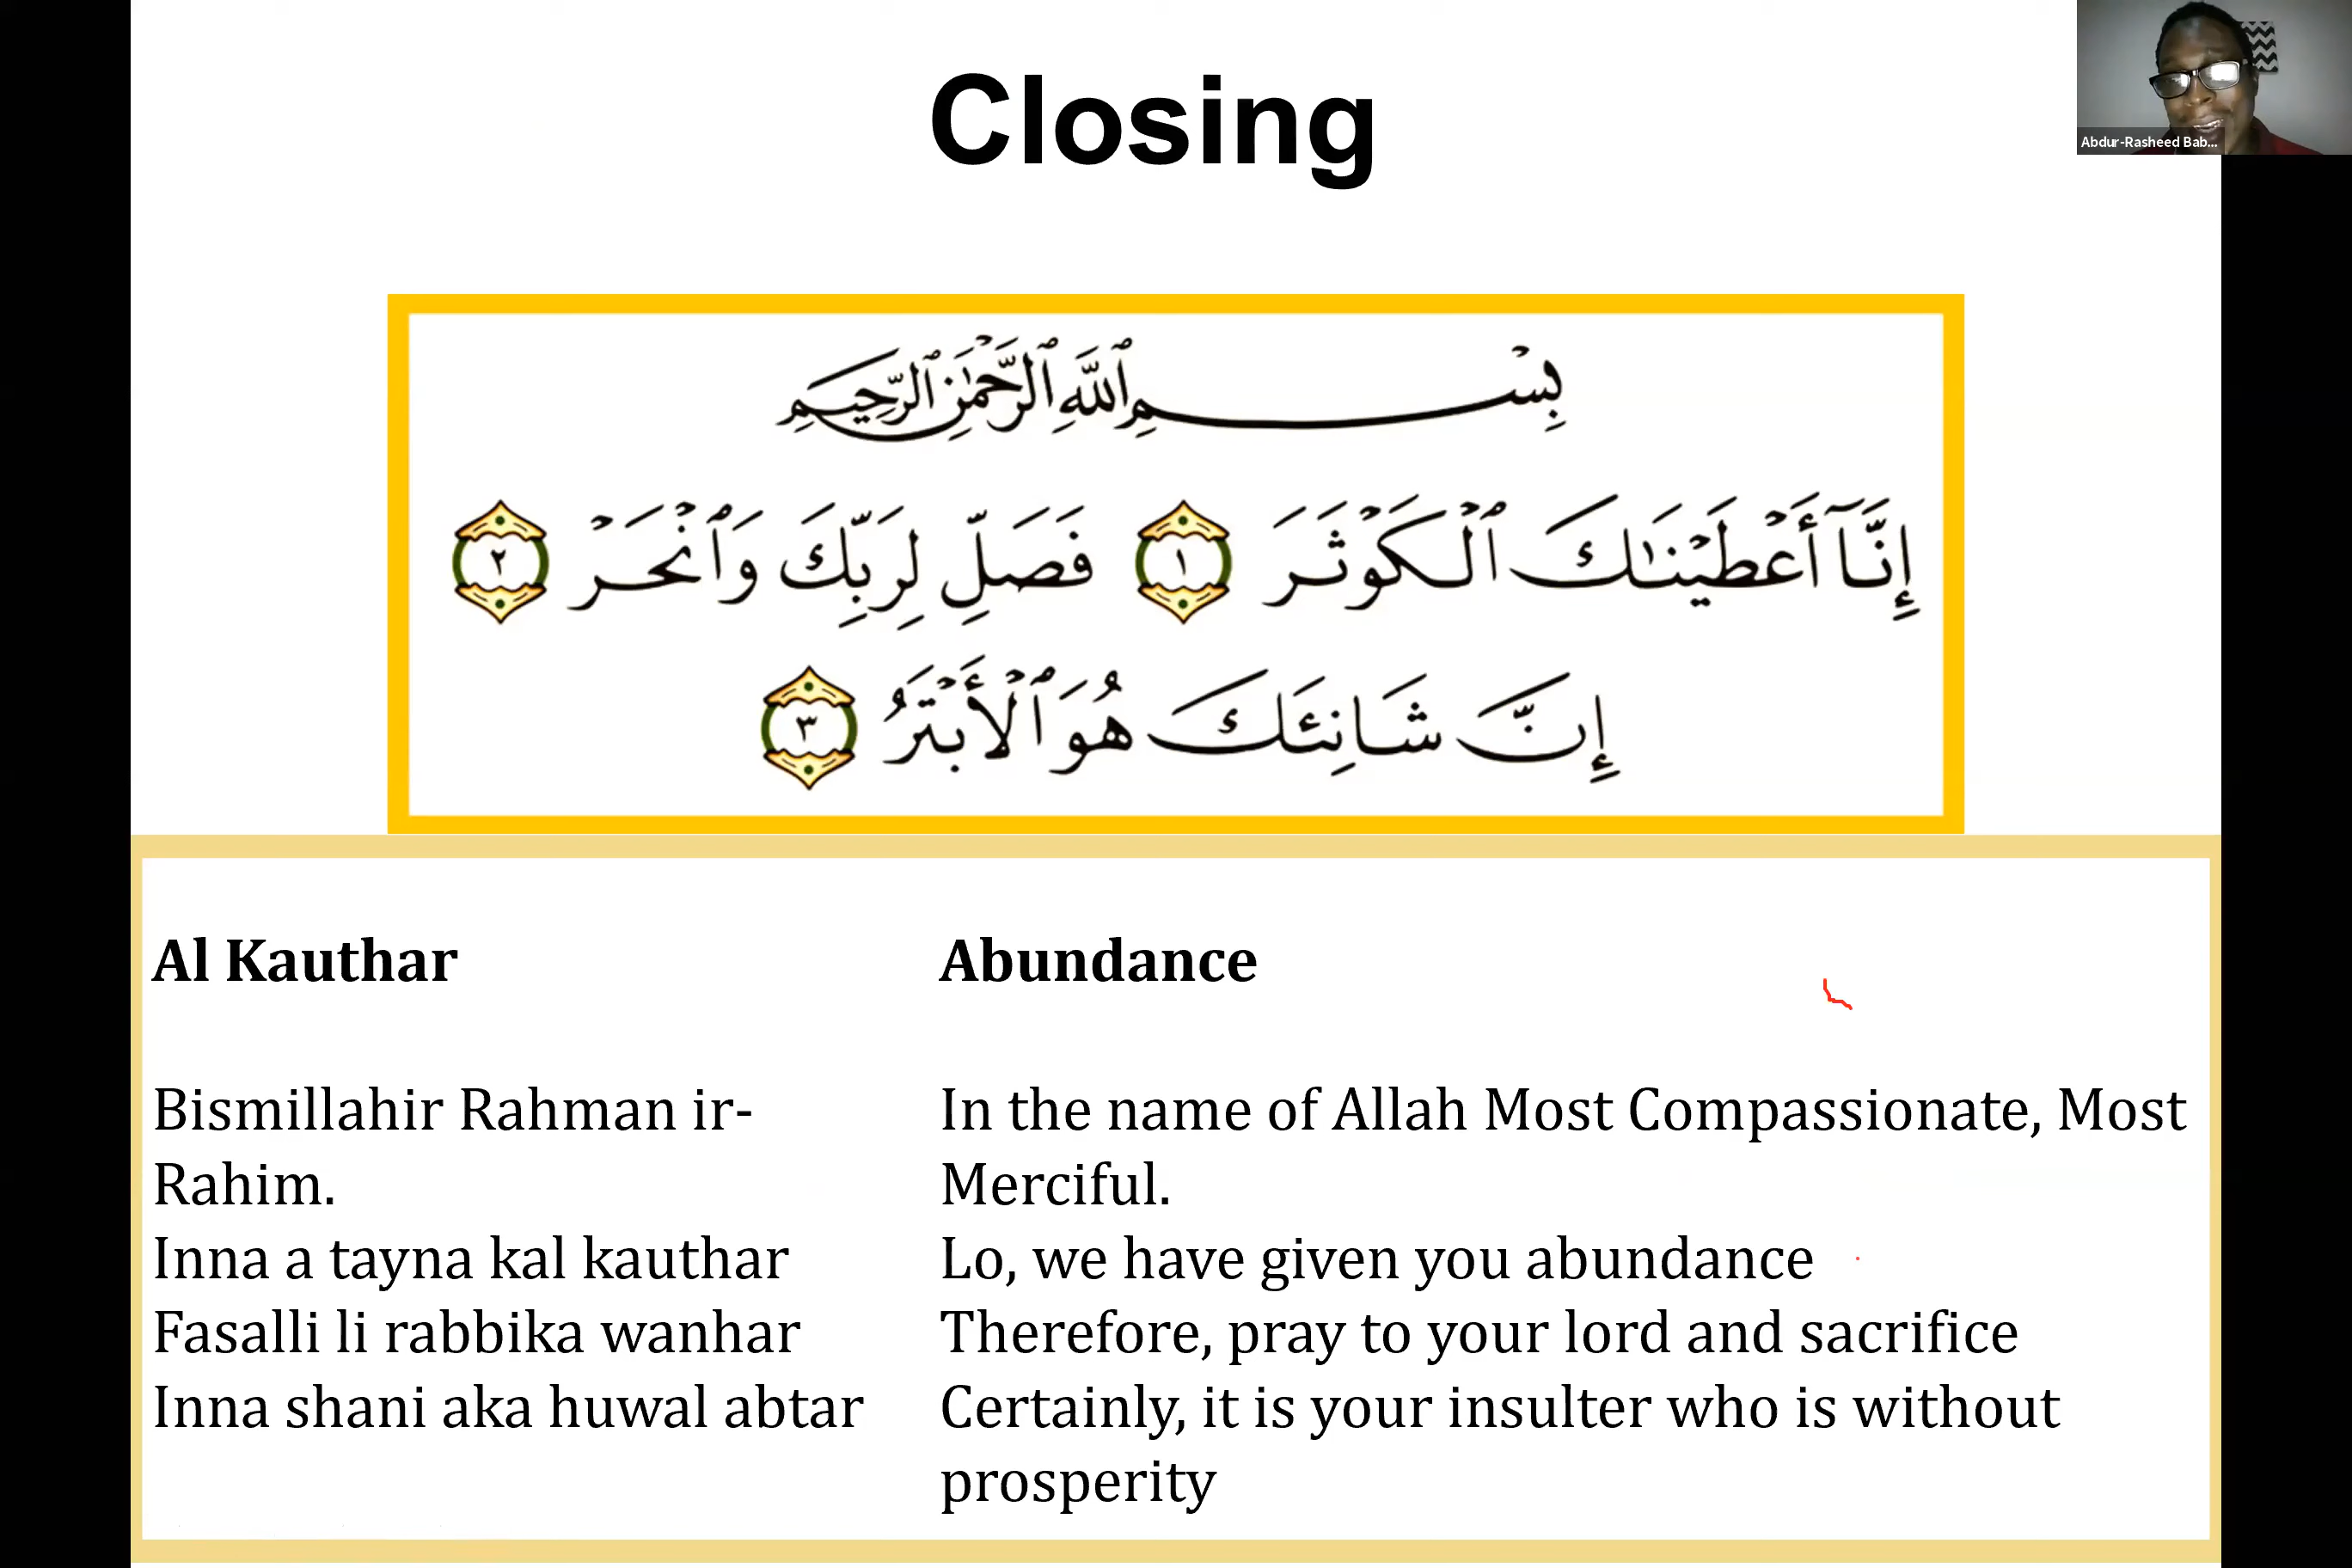 Closing
Abdur-Rasheed Bab...
بِسْمِ ٱللَّهِ ٱلرَّحْمَٰنِ ٱلرَّحِيمِ
إِنَّآ أَعْطَيْنَٰكَ ٱلْكَوْثَرَ ١ فَصَلِّ لِرَبِّكَ وَٱنْحَرْ ٢
إِنَّ شَانِئَكَ هُوَ ٱلْأَبْتَرُ ٣
Al Kauthar
Bismillahir Rahman ir-
Rahim.
Inna a tayna kal kauthar
Fasalli li rabbika wanhar
Inna shani aka huwal abtar
Abundance
In the name of Allah Most Compassionate, Most
Merciful.
Lo, we have given you abundance
Therefore, pray to your lord and sacrifice
Certainly, it is your insulter who is without
prosperity